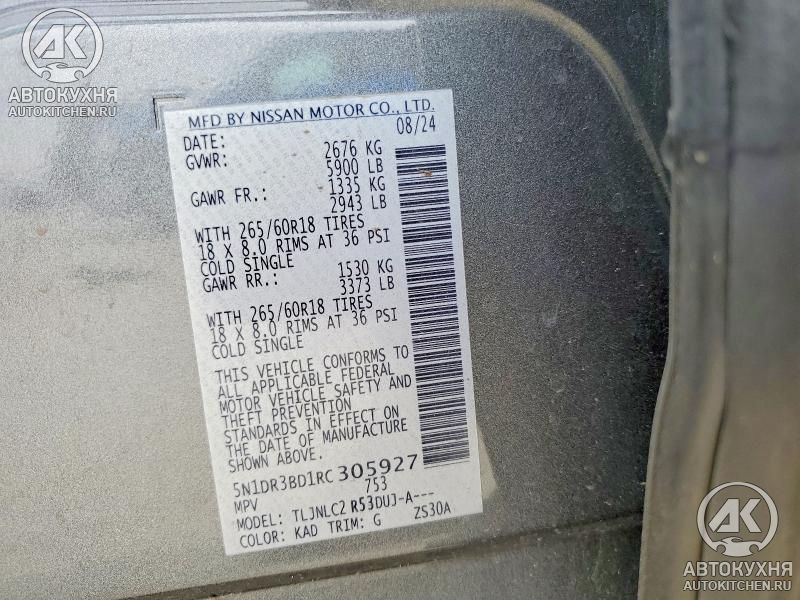 АК
АВТОКУХНЯ
AUTOKITCHEN.RU
MFD BY NISSAN MOTOR CO., LTD.
DATE: 08/24
GVWR: 2676 KG
5900 LB
GAWR FR.: 1335 KG
2943 LB
WITH 265/60R18 TIRES
18 X 8.0 RIMS AT 36 PSI
COLD SINGLE
GAWR RR.: 1530 KG
3373 LB
WITH 265/60R18 TIRES
18 X 8.0 RIMS AT 36 PSI
COLD SINGLE
THIS VEHICLE CONFORMS TO
ALL APPLICABLE FEDERAL
MOTOR VEHICLE SAFETY AND
THEFT PREVENTION
STANDARDS IN EFFECT ON
THE DATE OF MANUFACTURE
SHOWN ABOVE.
5N1DR3BD1RC305927
MPV 753
MODEL: TLJNLC2 R53DUJ-A---
COLOR: KAD TRIM: G ZS30A
АК
АВТОКУХНЯ
AUTOKITCHEN.RU